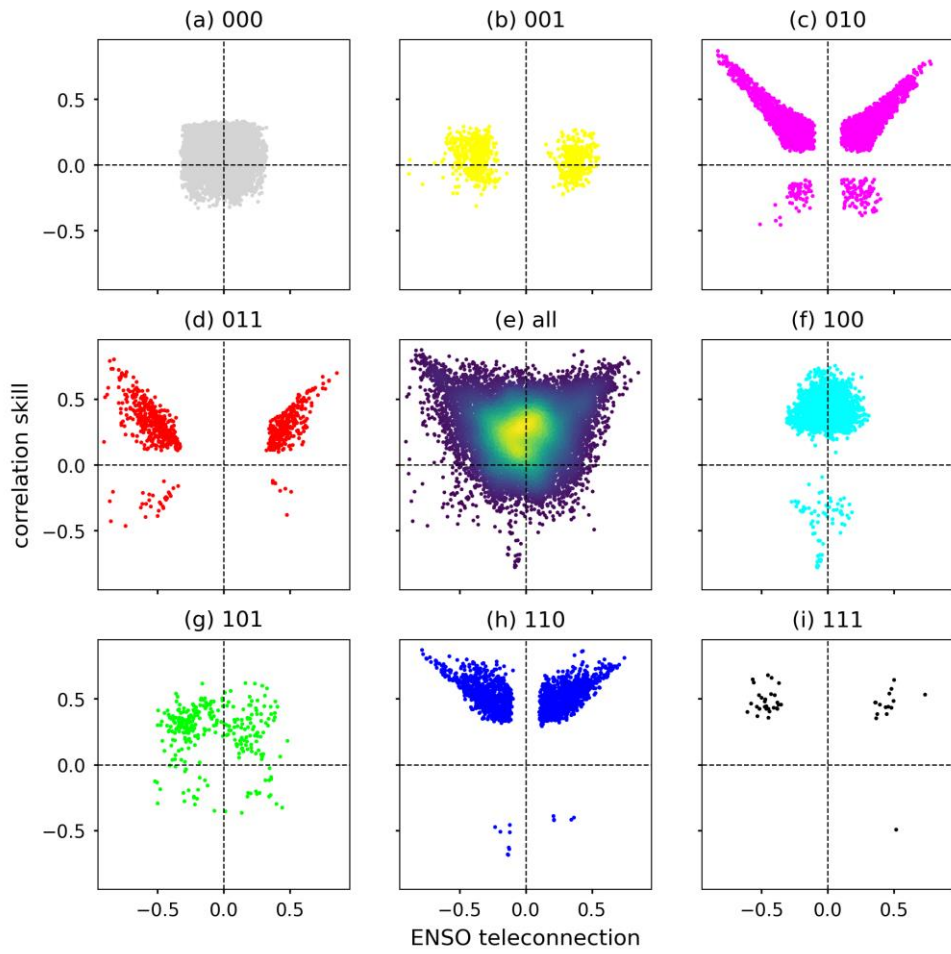 (a) 000 (b) 001 (c) 010
0.5
0.0
−0.5
(d) 011 (e) all (f) 100
0.5
0.0
−0.5
correlation skill
(g) 101 (h) 110 (i) 111
0.5
0.0
−0.5
−0.5 0.0 0.5 −0.5 0.0 0.5 −0.5 0.0 0.5
ENSO teleconnection